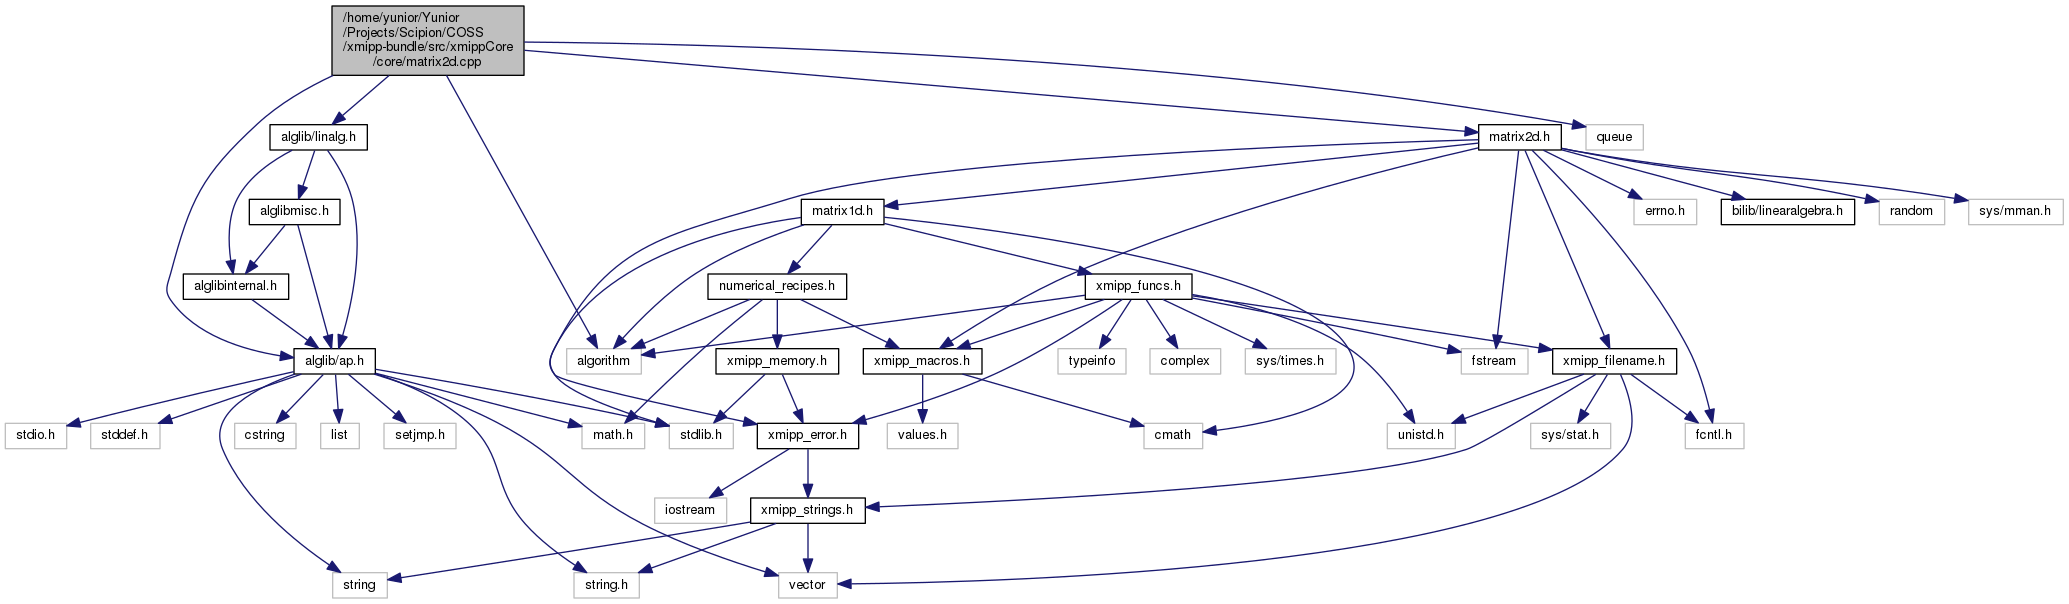 /home/yunior/Yunior
/Projects/Scipion/COSS
/xmipp-bundle/src/xmippCore
/core/matrix2d.cpp
alglib/linalg.h
matrix2d.h
queue
alglibmisc.h
matrix1d.h
errno.h
bilib/linearalgebra.h
random
sys/mman.h
alglibinternal.h
numerical_recipes.h
xmipp_funcs.h
alglib/ap.h
algorithm
xmipp_memory.h
xmipp_macros.h
typeinfo
complex
sys/times.h
fstream
xmipp_filename.h
stdio.h
stddef.h
cstring
list
setjmp.h
math.h
stdlib.h
xmipp_error.h
values.h
cmath
unistd.h
sys/stat.h
fcntl.h
iostream
xmipp_strings.h
string
string.h
vector